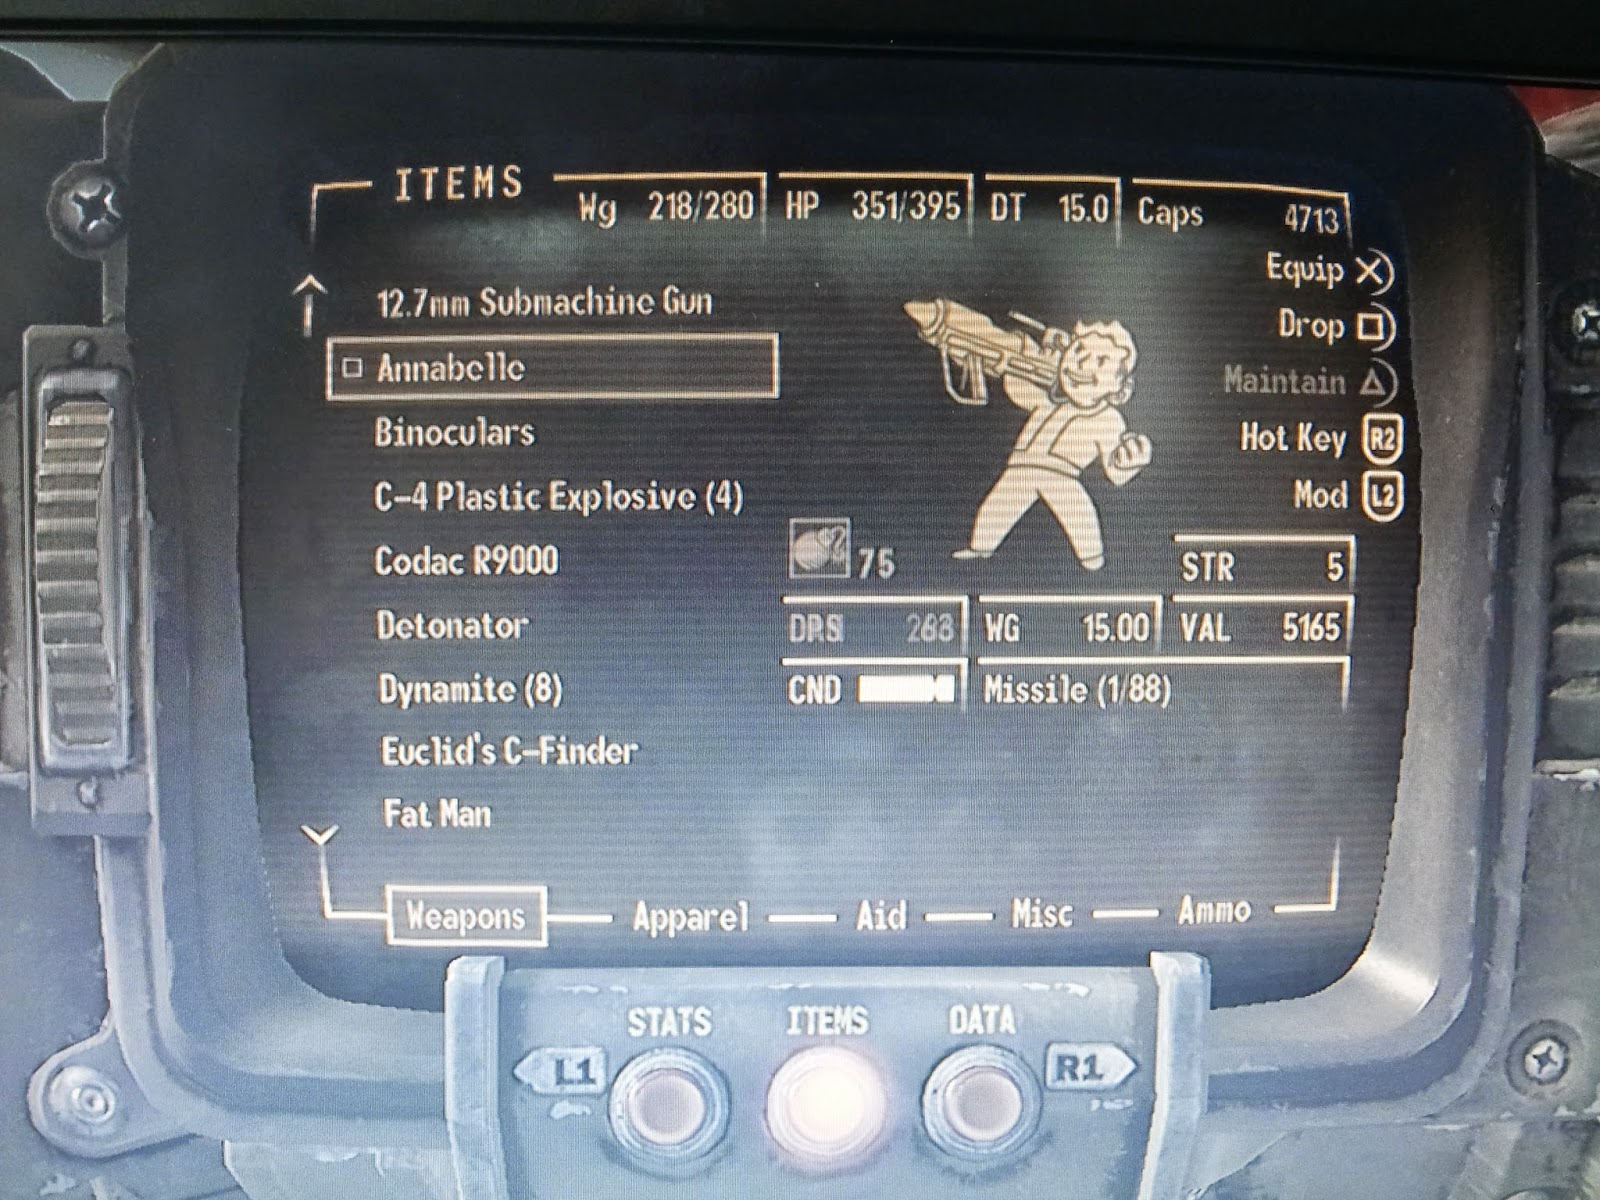 ITEMS
Wg 218/280 HP 351/395 DT 15.0 Caps 4713
Equip X
Drop
Maintain
Hot Key R2
Mod L2
12.7mm Submachine Gun
Annabelle
Binoculars
C-4 Plastic Explosive (4)
Codac R9000
Detonator
Dynamite (8)
Euclid's C-Finder
Fat Man
75
STR 5
WG 15.00 VAL 5165
CND Missile (1/88)
Weapons Apparel Aid Misc Ammo
STATS ITEMS DATA
L1 R1